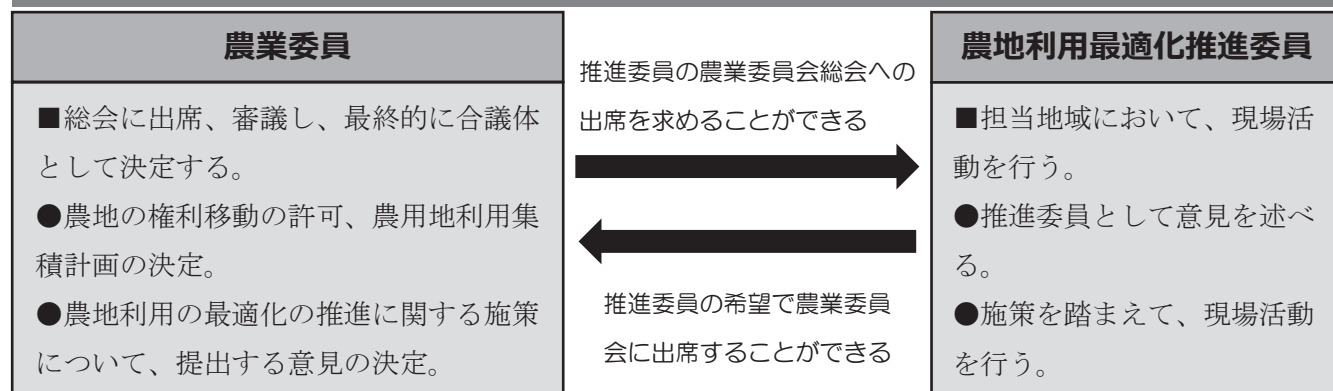 農業委員
■総会に出席、審議し、最終的に合議体
として決定する。
●農地の権利移動の許可、農用地利用集
積計画の決定。
●農地利用の最適化の推進に関する施策
について、提出する意見の決定。
推進委員の農業委員会総会への
出席を求めることができる
推進委員の希望で農業委員
会に出席することができる
農地利用最適化推進委員
■担当地域において、現場活
動を行う。
●推進委員として意見を述べ
る。
●施策を踏まえて、現場活動
を行う。